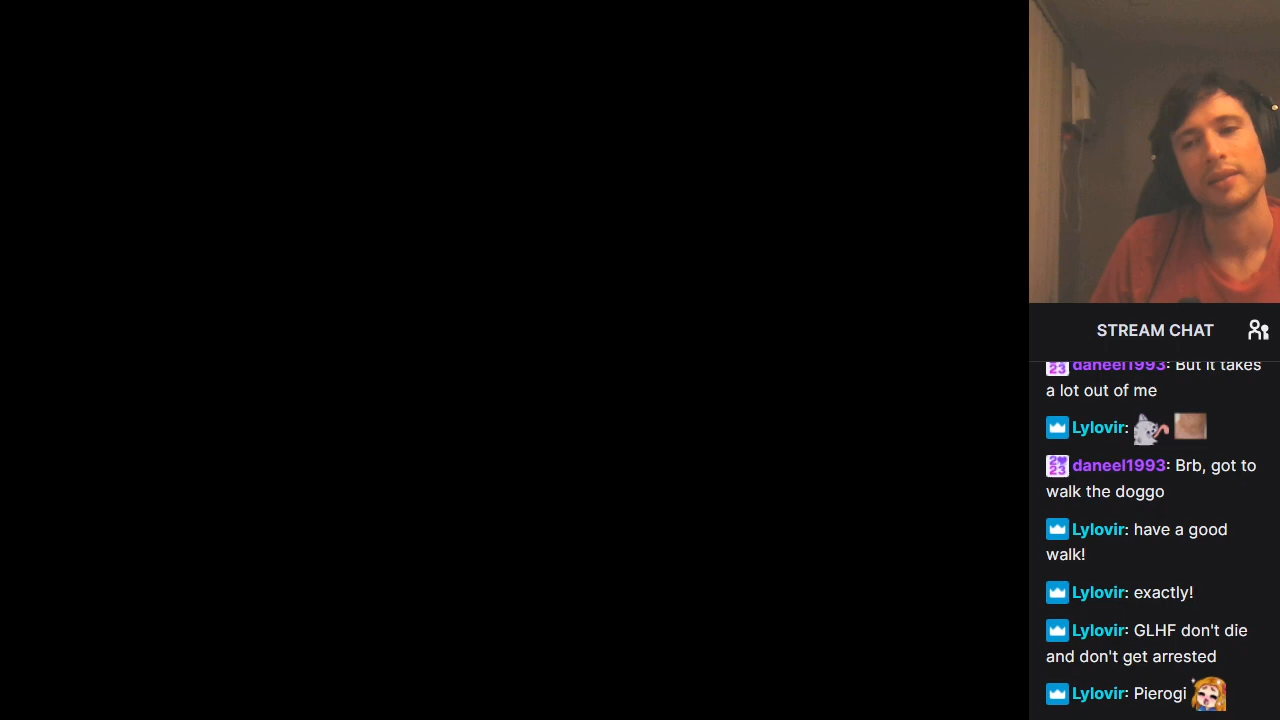 STREAM CHAT
daneel1993: But it takes
a lot out of me
Lylovir:
daneel1993: Brb, got to
walk the doggo
Lylovir: have a good
walk!
Lylovir: exactly!
Lylovir: GLHF don't die
and don't get arrested
Lylovir: Pierogi